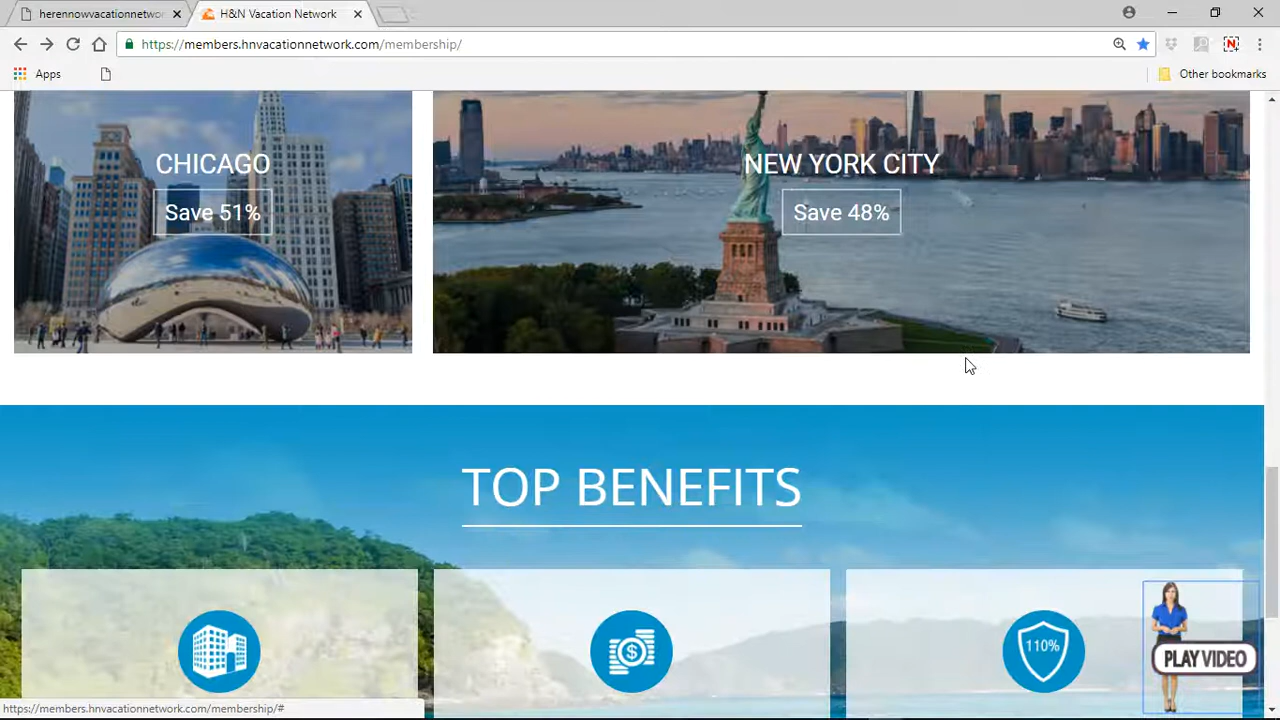 herennowvacationnetwo
H&N Vacation Network
https://members.hnvacationnetwork.com/membership/
Apps
Other bookmarks
CHICAGO
Save 51%
NEW YORK CITY
Save 48%
TOP BENEFITS
$
110%
PLAY VIDEO
https://members.hnvacationnetwork.com/membership/#